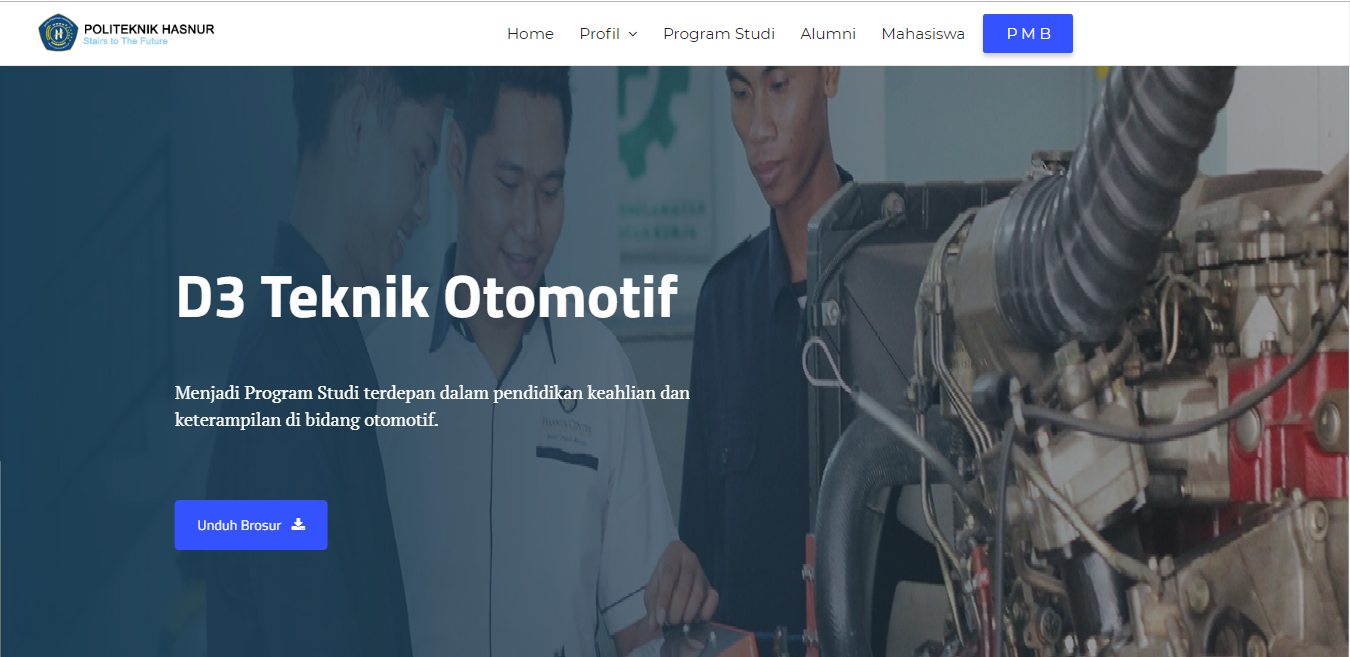 POLITEKNIK HASNUR
Stairs to The Future
Home Profil Program Studi Alumni Mahasiswa PMB
D3 Teknik Otomotif
Menjadi Program Studi terdepan dalam pendidikan keahlian dan
keterampilan di bidang otomotif.
Unduh Brosur